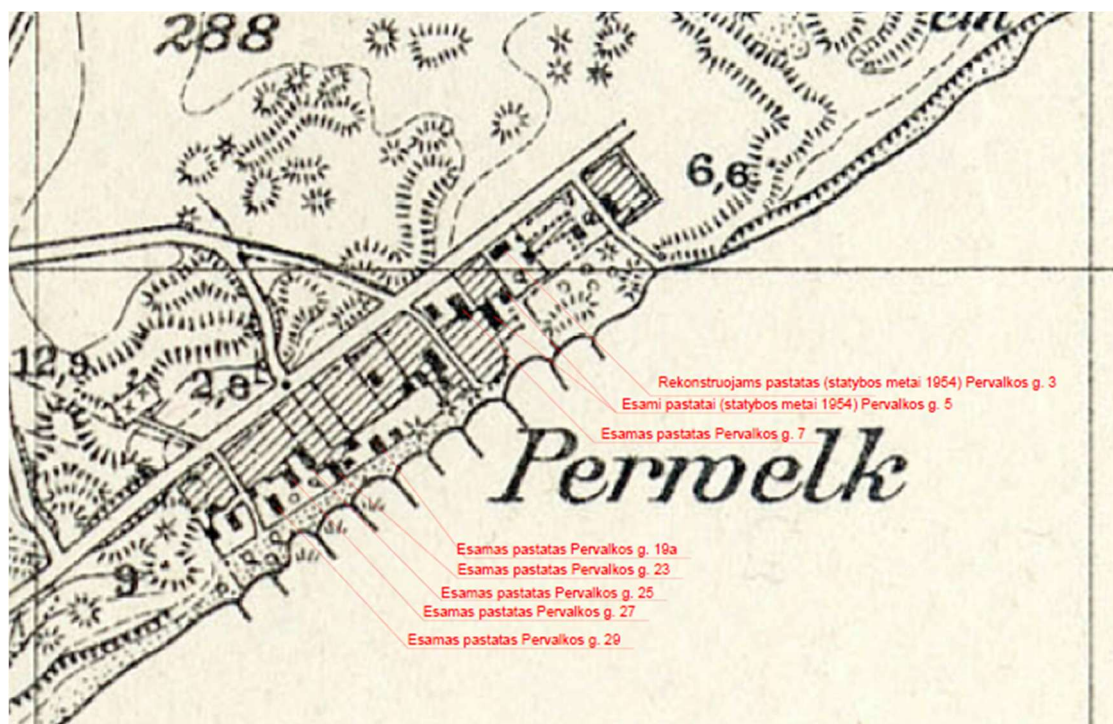 288
6,6
12,9
2,8
Rekonstruojams pastatas (statybos metai 1954) Pervalkos g. 3
Esami pastatai (statybos metai 1954) Pervalkos g. 5
Esamas pastatas Pervalkos g. 7
Perwelk
Esamas pastatas Pervalkos g. 19a
Esamas pastatas Pervalkos g. 23
Esamas pastatas Pervalkos g. 25
9
Esamas pastatas Pervalkos g. 27
Esamas pastatas Pervalkos g. 29